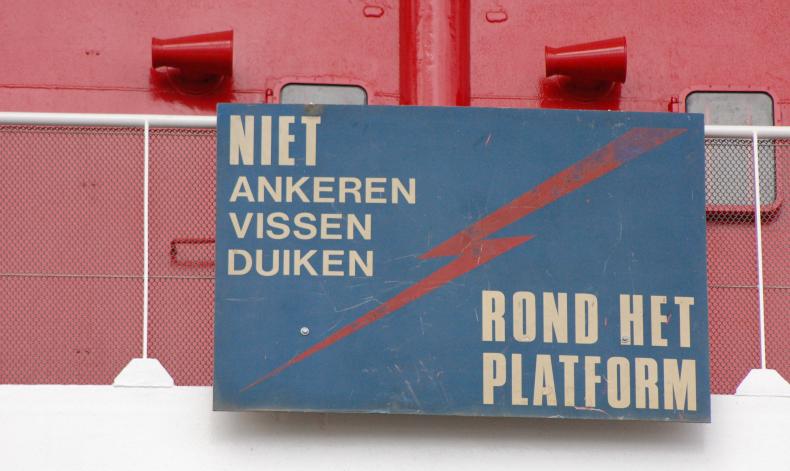 NIET
ANKEREN
VISSEN
DUIKEN
ROND HET
PLATFORM